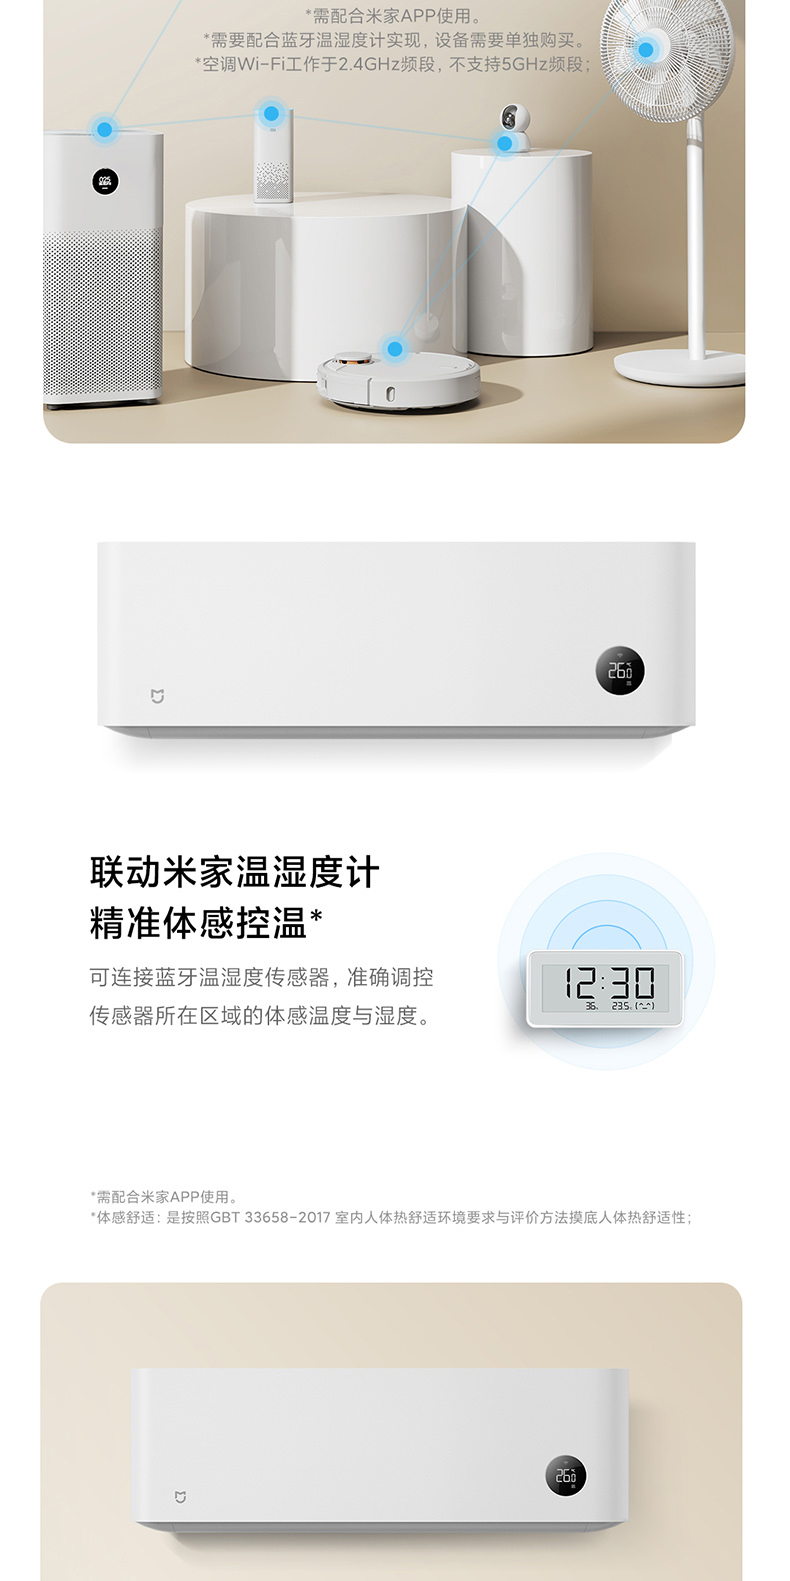 *需配合米家APP使用。
*需要配合蓝牙温湿度计实现，设备需要单独购买。
*空调Wi-Fi工作于2.4GHz频段，不支持5GHz频段；
025
26
联动米家温湿度计
精准体感控温*
可连接蓝牙温湿度传感器，准确调控
传感器所在区域的体感温度与湿度。
12:30
36% 23.5 (^_^)
*需配合米家APP使用。
*体感舒适：是按照GBT 33658-2017 室内人体热舒适环境要求与评价方法摸底人体热舒适性；
26